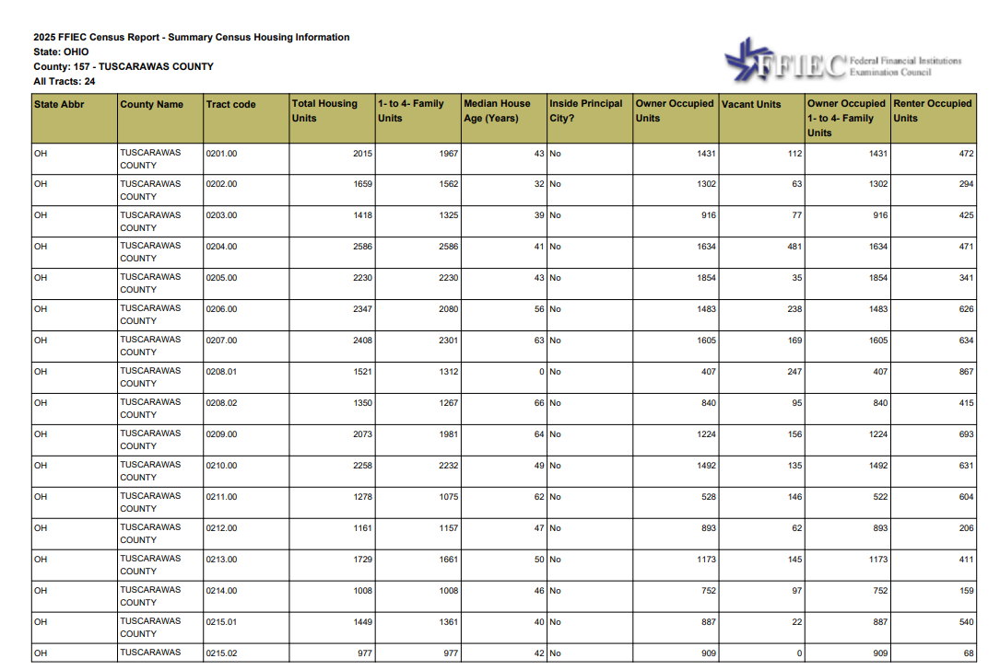 2025 FFIEC Census Report - Summary Census Housing Information
State: OHIO
County: 157 - TUSCARAWAS COUNTY
All Tracts: 24
FFIEC Federal Financial Institutions
Examination Council
State Abbr County Name Tract code Total Housing 1- to 4- Family Median House Inside Principal Owner Occupied Vacant Units Owner Occupied Renter Occupied
Units Units Age (Years) City? Units 1- to 4- Family Units
Units
OH TUSCARAWAS 0201.00 2015 1967 43 No 1431 112 1431 472
COUNTY
OH TUSCARAWAS 0202.00 1659 1562 32 No 1302 63 1302 294
COUNTY
OH TUSCARAWAS 0203.00 1418 1325 39 No 916 77 916 425
COUNTY
OH TUSCARAWAS 0204.00 2586 2586 41 No 1634 481 1634 471
COUNTY
OH TUSCARAWAS 0205.00 2230 2230 43 No 1854 35 1854 341
COUNTY
OH TUSCARAWAS 0206.00 2347 2080 56 No 1483 238 1483 626
COUNTY
OH TUSCARAWAS 0207.00 2408 2301 63 No 1605 169 1605 634
COUNTY
OH TUSCARAWAS 0208.01 1521 1312 0 No 407 247 407 867
COUNTY
OH TUSCARAWAS 0208.02 1350 1267 66 No 840 95 840 415
COUNTY
OH TUSCARAWAS 0209.00 2073 1981 64 No 1224 156 1224 693
COUNTY
OH TUSCARAWAS 0210.00 2258 2232 49 No 1492 135 1492 631
COUNTY
OH TUSCARAWAS 0211.00 1278 1075 62 No 528 146 522 604
COUNTY
OH TUSCARAWAS 0212.00 1161 1157 47 No 893 62 893 206
COUNTY
OH TUSCARAWAS 0213.00 1729 1661 50 No 1173 145 1173 411
COUNTY
OH TUSCARAWAS 0214.00 1008 1008 46 No 752 97 752 159
COUNTY
OH TUSCARAWAS 0215.01 1449 1361 40 No 887 22 887 540
COUNTY
OH TUSCARAWAS 0215.02 977 977 42 No 909 0 909 68